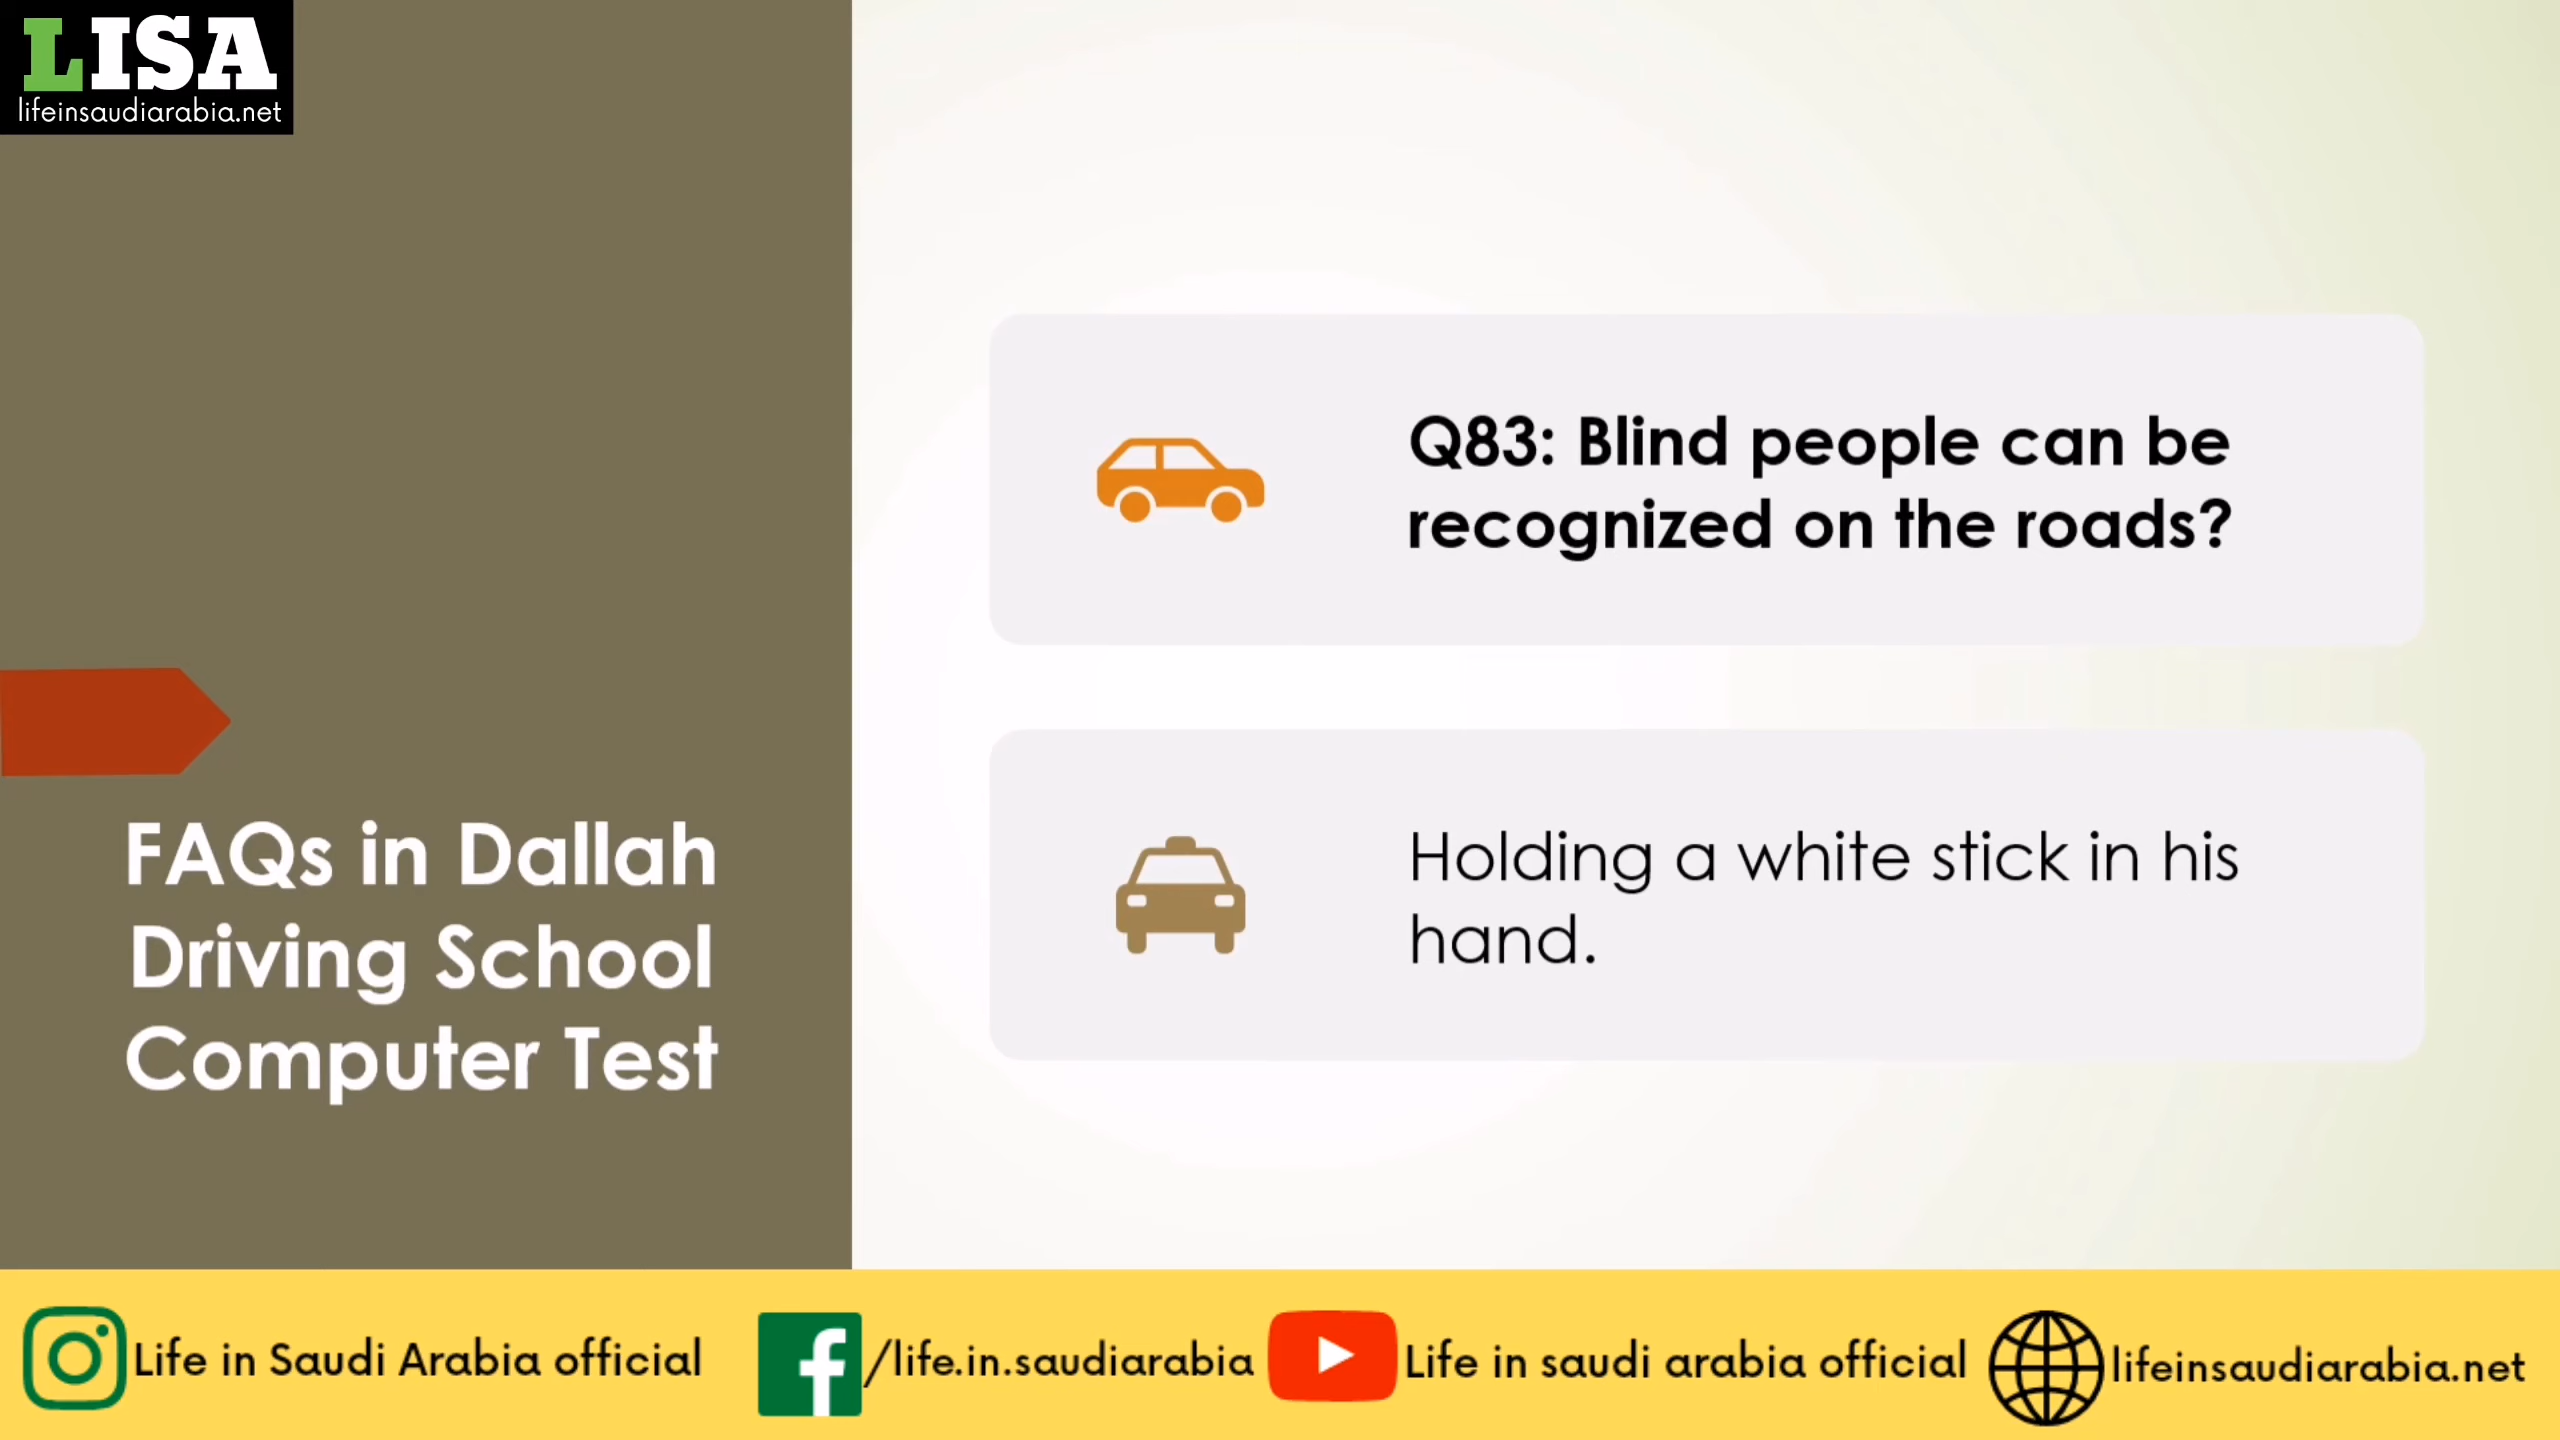 LISA
lifeinsaudiarabia.net
Q83: Blind people can be
recognized on the roads?
Holding a white stick in his
hand.
FAQs in Dallah
Driving School
Computer Test
Life in Saudi Arabia official
/life.in.saudiarabia
Life in saudi arabia official
lifeinsaudiarabia.net